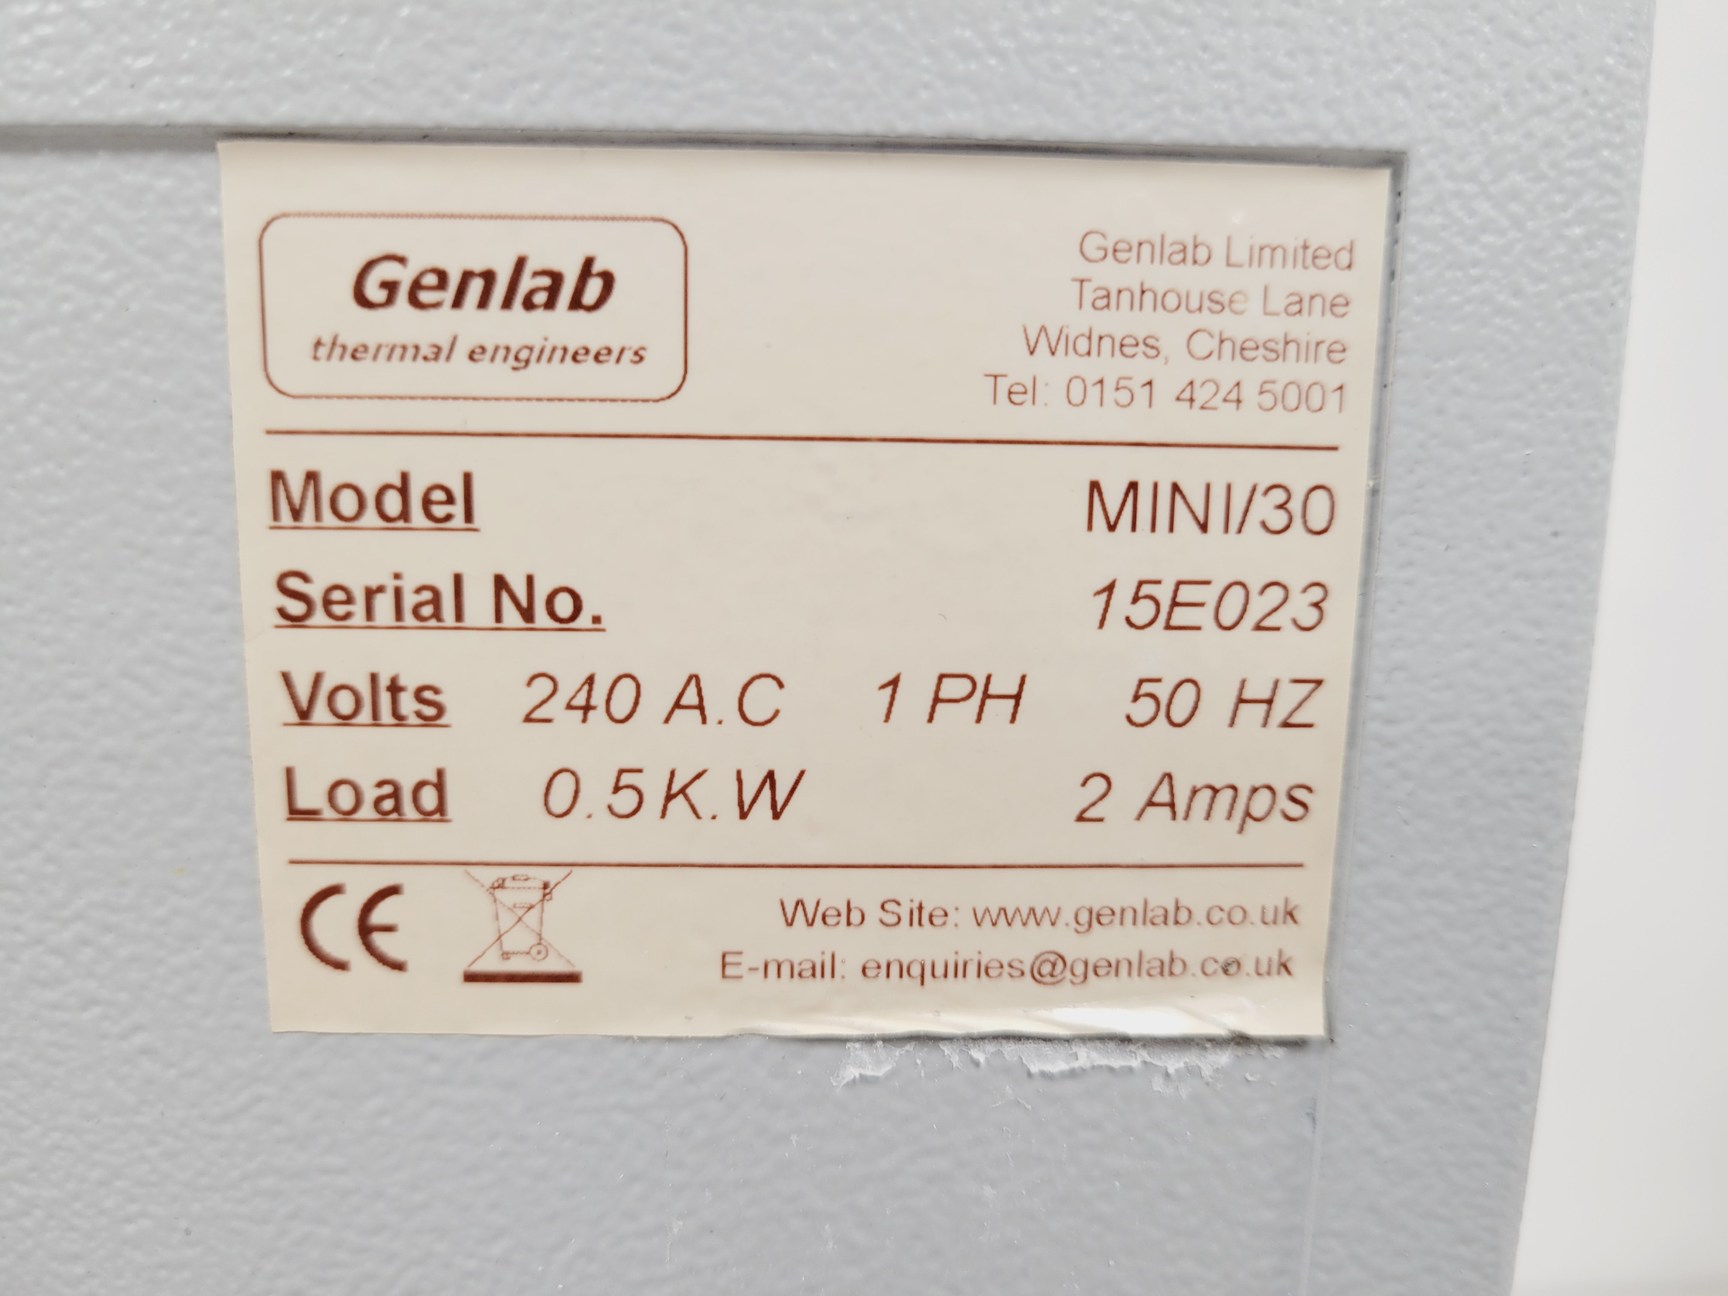 Genlab
thermal engineers
Genlab Limited
Tanhouse Lane
Widnes, Cheshire
Tel: 0151 424 5001
Model MINI/30
Serial No. 15E023
Volts 240 A.C 1 PH 50 HZ
Load 0.5K.W 2 Amps
CE
Web Site: www.genlab.co.uk
E-mail: enquiries@genlab.co.uk